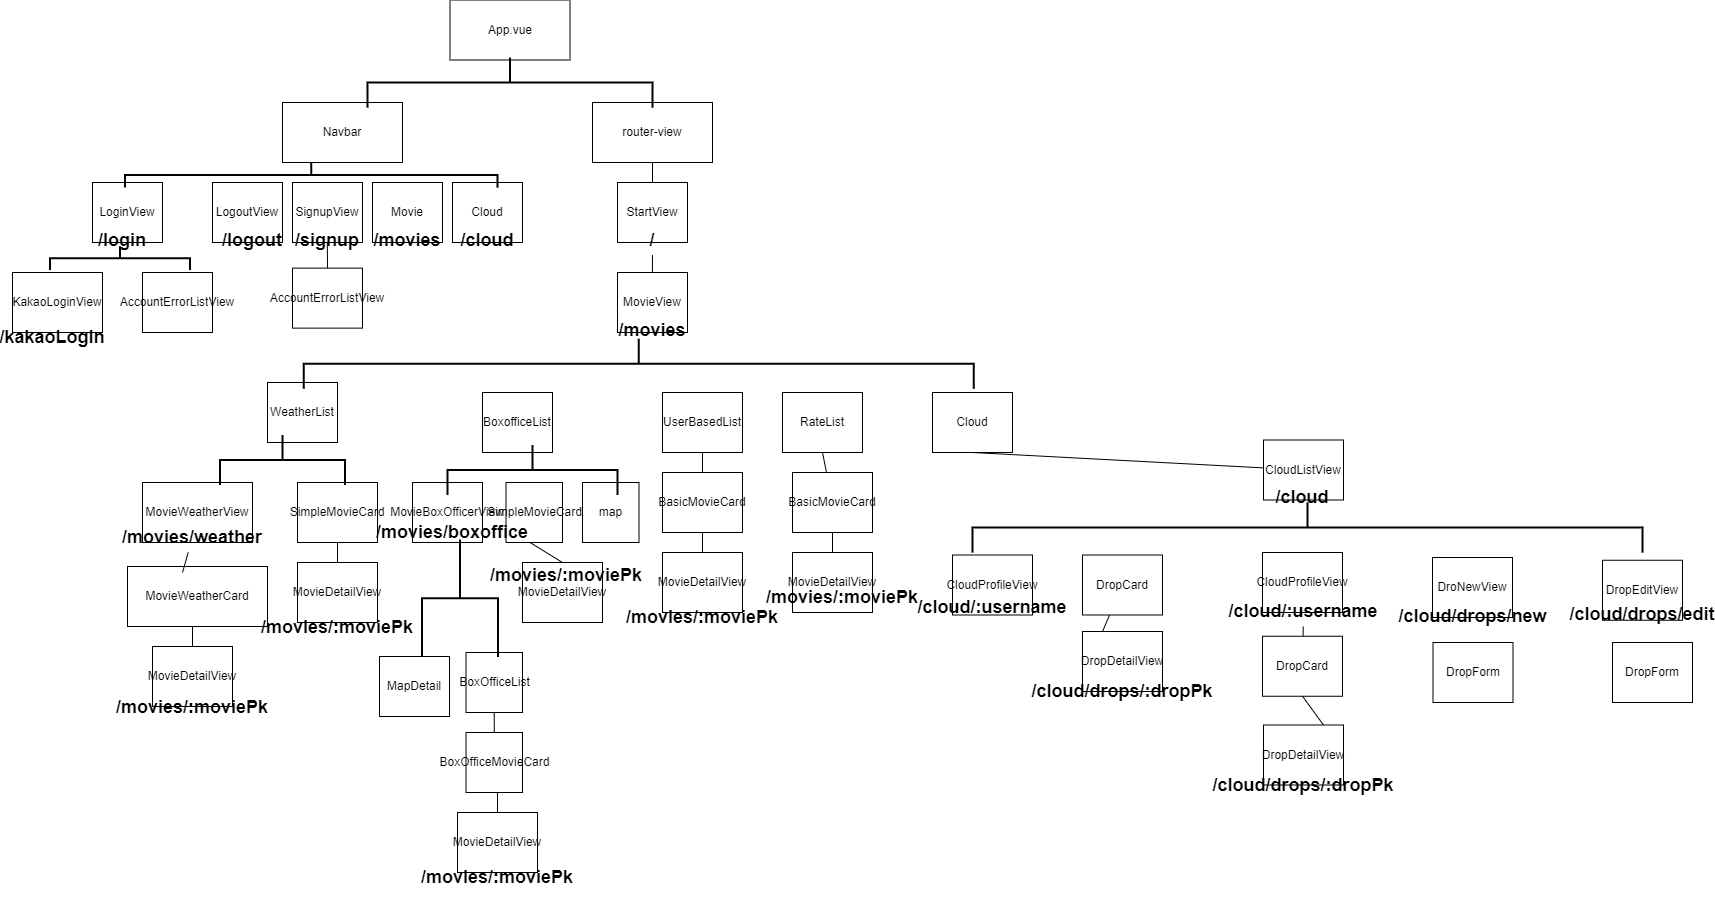 App.vue
Navbar
router-view
LoginView
LogoutView
SignupView
Movie
Cloud
StartView
/login
/logout
/signup
/movies
/cloud
/
KakaoLoginView
AccountErrorListView
AccountErrorListView
MovieView
/kakaoLogin
/movies
WeatherList
BoxofficeList
UserBasedList
RateList
Cloud
CloudListView
/cloud
MovieWeatherView
SimpleMovieCard
MovieBoxOfficerView
SimpleMovieCard
map
BasicMovieCard
BasicMovieCard
/movies/weather
/movies/boxoffice
MovieWeatherCard
MovieDetailView
/movies/:moviePk
/movies/:moviePk
MovieDetailView
MovieDetailView
/movies/:moviePk
MovieDetailView
/movies/:moviePk
CloudProfileView
/cloud/:username
DropCard
CloudProfileView
/cloud/:username
DroNewView
/cloud/drops/new
DropEditView
/cloud/drops/edit
MovieDetailView
/movies/:moviePk
MapDetail
BoxOfficeList
DropDetailView
/cloud/drops/:dropPk
DropCard
DropForm
DropForm
BoxOfficeMovieCard
DropDetailView
/cloud/drops/:dropPk
MovieDetailView
/movies/:moviePk